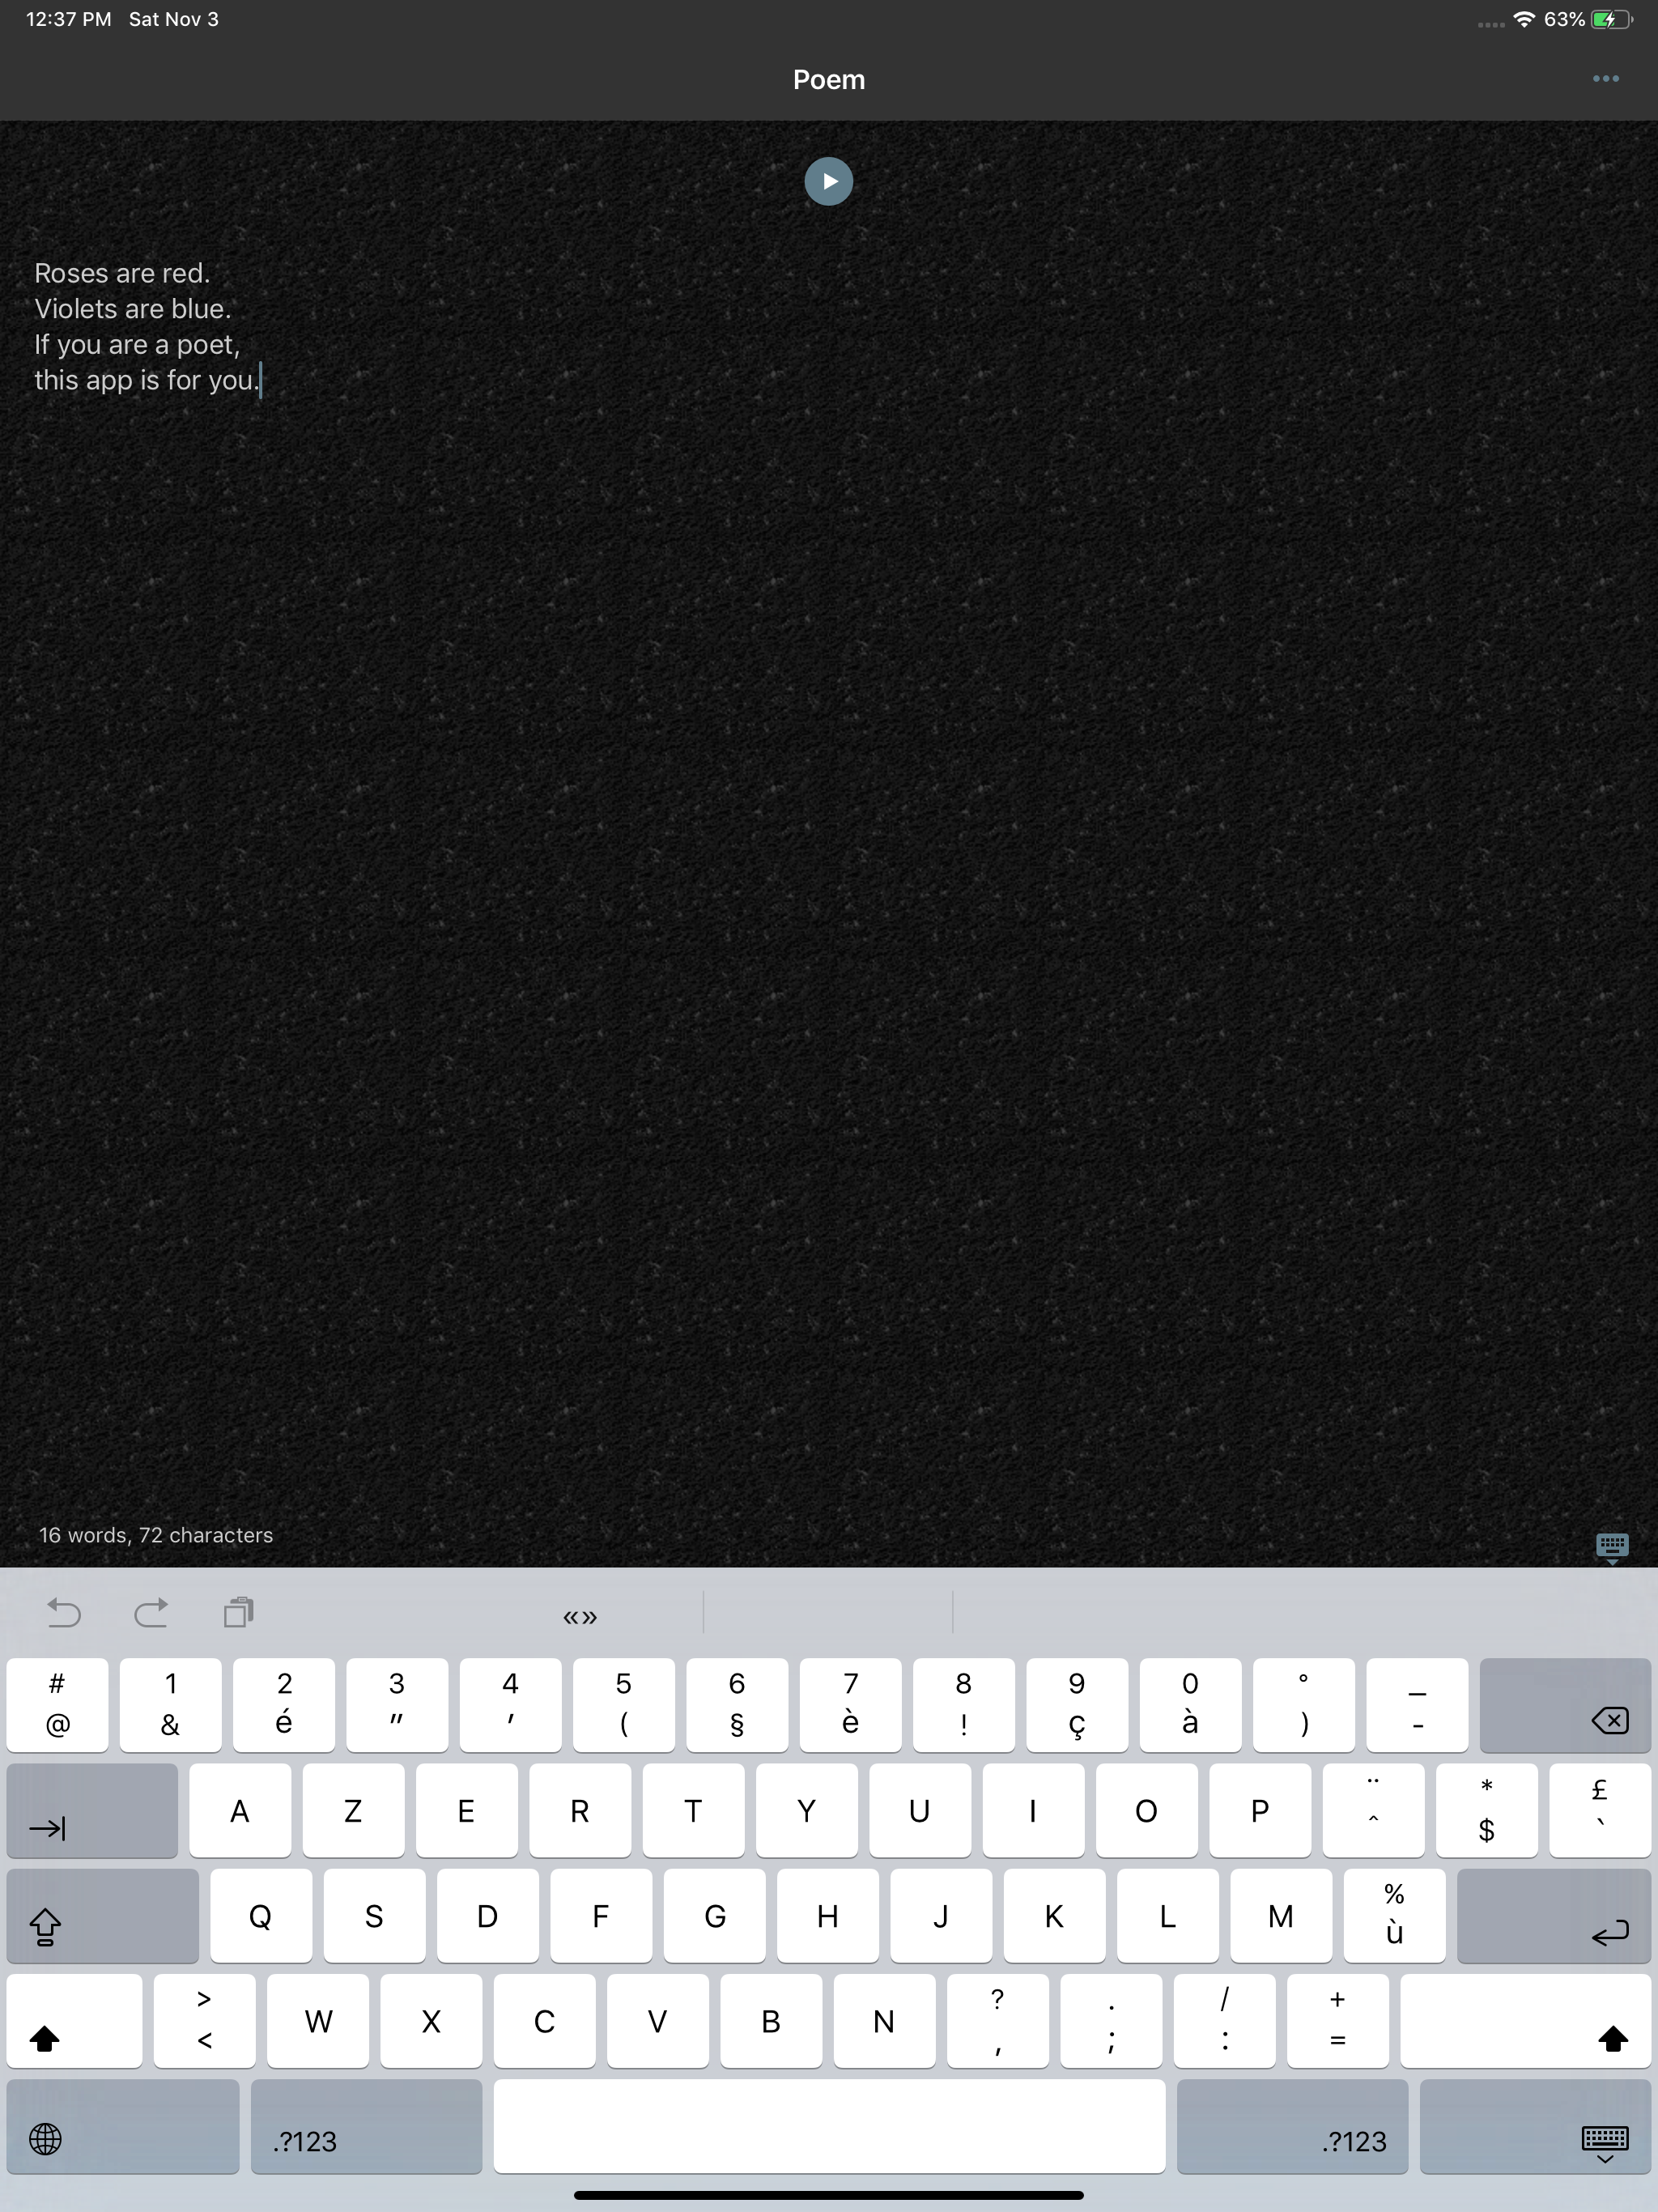 12:37 PM Sat Nov 3 63%
Poem
Roses are red.
Violets are blue.
If you are a poet,
this app is for you.
16 words, 72 characters
«»
# 1 2 3 4 5 6 7 8 9 0 ° _
@ & é " ' ( § è ! ç à ) -
A Z E R T Y U I O P ¨ * £
^ $ `
Q S D F G H J K L M %
ù
> W X C V B N ? . / +
< , ; : =
.?123 .?123